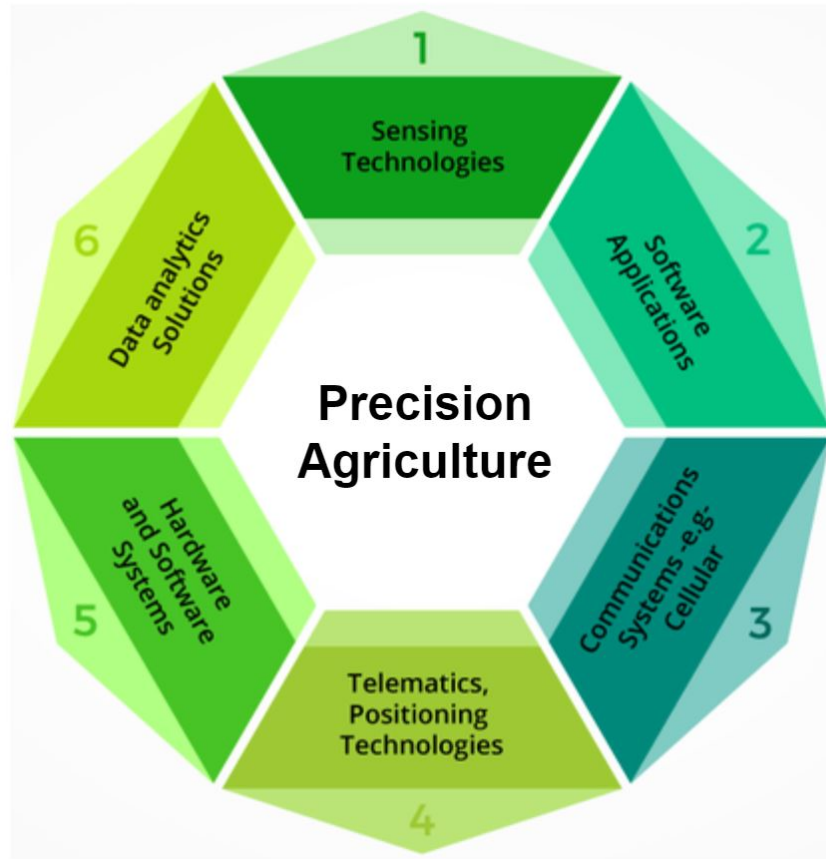 1
Sensing
Technologies
2
Software
Applications
3
Communications
Systems -e.g-
Cellular
4
Telematics,
Positioning
Technologies
5
Hardware
and Software
Systems
6
Data analytics
Solutions
Precision
Agriculture